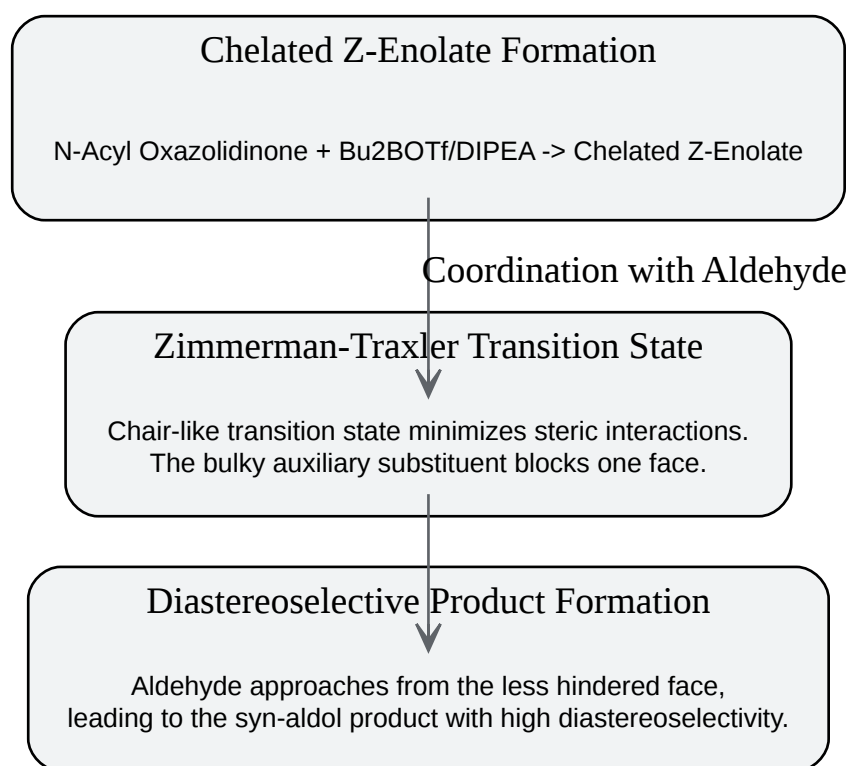 Chelated Z-Enolate Formation
N-Acyl Oxazolidinone + Bu2BOTf/DIPEA -> Chelated Z-Enolate
Coordination with Aldehyde
Zimmerman-Traxler Transition State
Chair-like transition state minimizes steric interactions.
The bulky auxiliary substituent blocks one face.
Diastereoselective Product Formation
Aldehyde approaches from the less hindered face,
leading to the syn-aldol product with high diastereoselectivity.